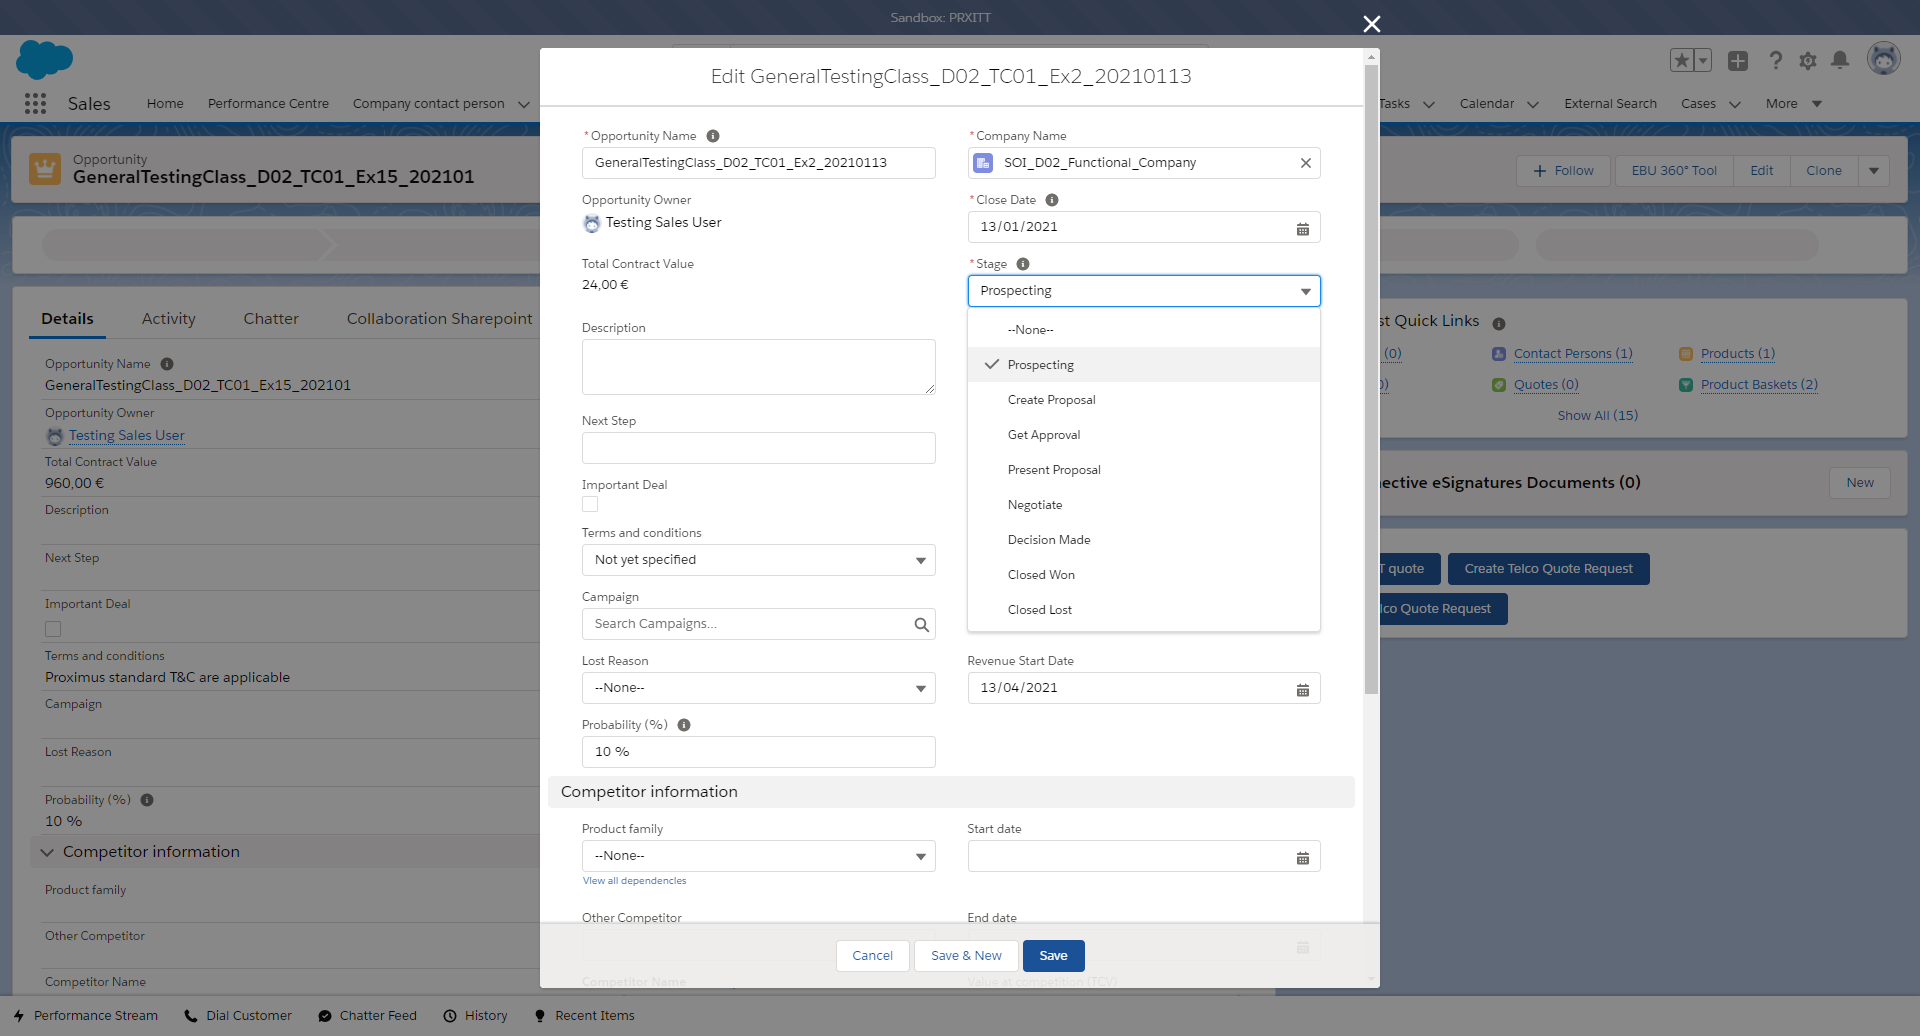 Sandbox: PRXITT
Sales
Home
Performance Centre
Company contact person
Tasks
Calendar
External Search
Cases
More
Opportunity
GeneralTestingClass_D02_TC01_Ex15_202101
+ Follow
EBU 360° Tool
Edit
Clone
Details
Activity
Chatter
Collaboration Sharepoint
Opportunity Name
GeneralTestingClass_D02_TC01_Ex15_202101
Opportunity Owner
Testing Sales User
Total Contract Value
960,00 €
Description
Next Step
Important Deal
Terms and conditions
Proximus standard T&C are applicable
Campaign
Lost Reason
Probability (%)
10 %
Competitor information
Product family
Other Competitor
Competitor Name
Edit GeneralTestingClass_D02_TC01_Ex2_20210113
* Opportunity Name
GeneralTestingClass_D02_TC01_Ex2_20210113
* Company Name
SOI_D02_Functional_Company
Opportunity Owner
Testing Sales User
* Close Date
13/01/2021
Total Contract Value
24,00 €
* Stage
Prospecting
--None--
Prospecting
Create Proposal
Get Approval
Present Proposal
Negotiate
Decision Made
Closed Won
Closed Lost
Description
Next Step
Important Deal
Terms and conditions
Not yet specified
Campaign
Search Campaigns...
Lost Reason
--None--
Revenue Start Date
13/04/2021
Probability (%)
10 %
Competitor information
Product family
--None--
View all dependencies
Start date
Other Competitor
End date
Competitor Name
Value at competition (TCV)
Cancel
Save & New
Save
st Quick Links
(0)
Contact Persons (1)
Products (1)
0)
Quotes (0)
Product Baskets (2)
Show All (15)
nective eSignatures Documents (0)
New
T quote
Create Telco Quote Request
lco Quote Request
Performance Stream
Dial Customer
Chatter Feed
History
Recent Items